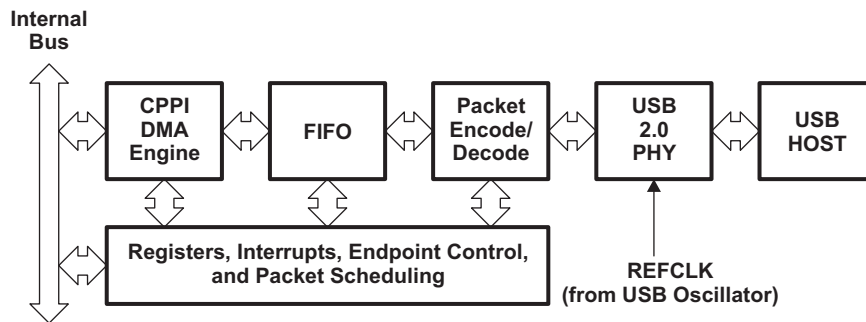 Internal
Bus
CPPI
DMA
Engine
FIFO
Packet
Encode/
Decode
USB
2.0
PHY
USB
HOST
Registers, Interrupts, Endpoint Control,
and Packet Scheduling
REFCLK
(from USB Oscillator)